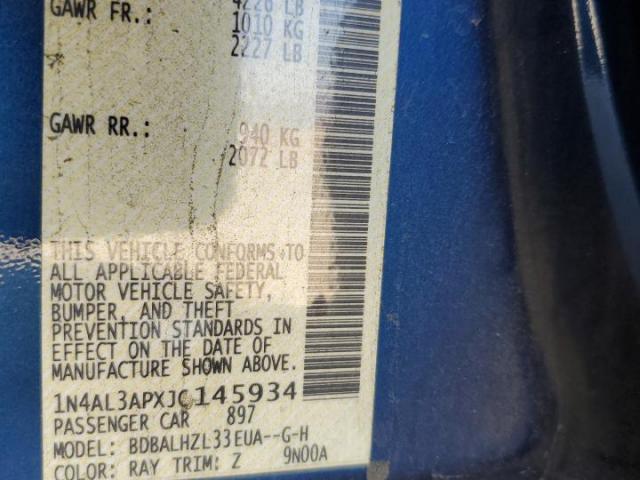 4226 LB
GAWR FR.: 1010 KG
2227 LB
GAWR RR.: 940 KG
2072 LB
THIS VEHICLE CONFORMS TO
ALL APPLICABLE FEDERAL
MOTOR VEHICLE SAFETY,
BUMPER, AND THEFT
PREVENTION STANDARDS IN
EFFECT ON THE DATE OF
MANUFACTURE SHOWN ABOVE.
1N4AL3APXJC145934
PASSENGER CAR 897
MODEL: BDBALHZL33EUA--G-H
COLOR: RAY TRIM: Z 9N00A